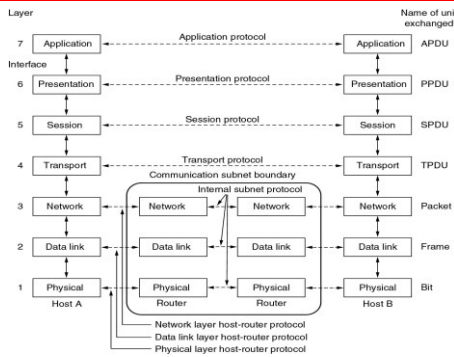 Layer
Name of uni
exchanged
7 Application Application protocol Application APDU
Interface
6 Presentation Presentation protocol Presentation PPDU
5 Session Session protocol Session SPDU
4 Transport Transport protocol Transport TPDU
Communication subnet boundary
Internal subnet protocol
3 Network Network Network Network Packet
2 Data link Data link Data link Data link Frame
1 Physical Physical Physical Physical Bit
Host A Router Router Host B
Network layer host-router protocol
Data link layer host-router protocol
Physical layer host-router protocol